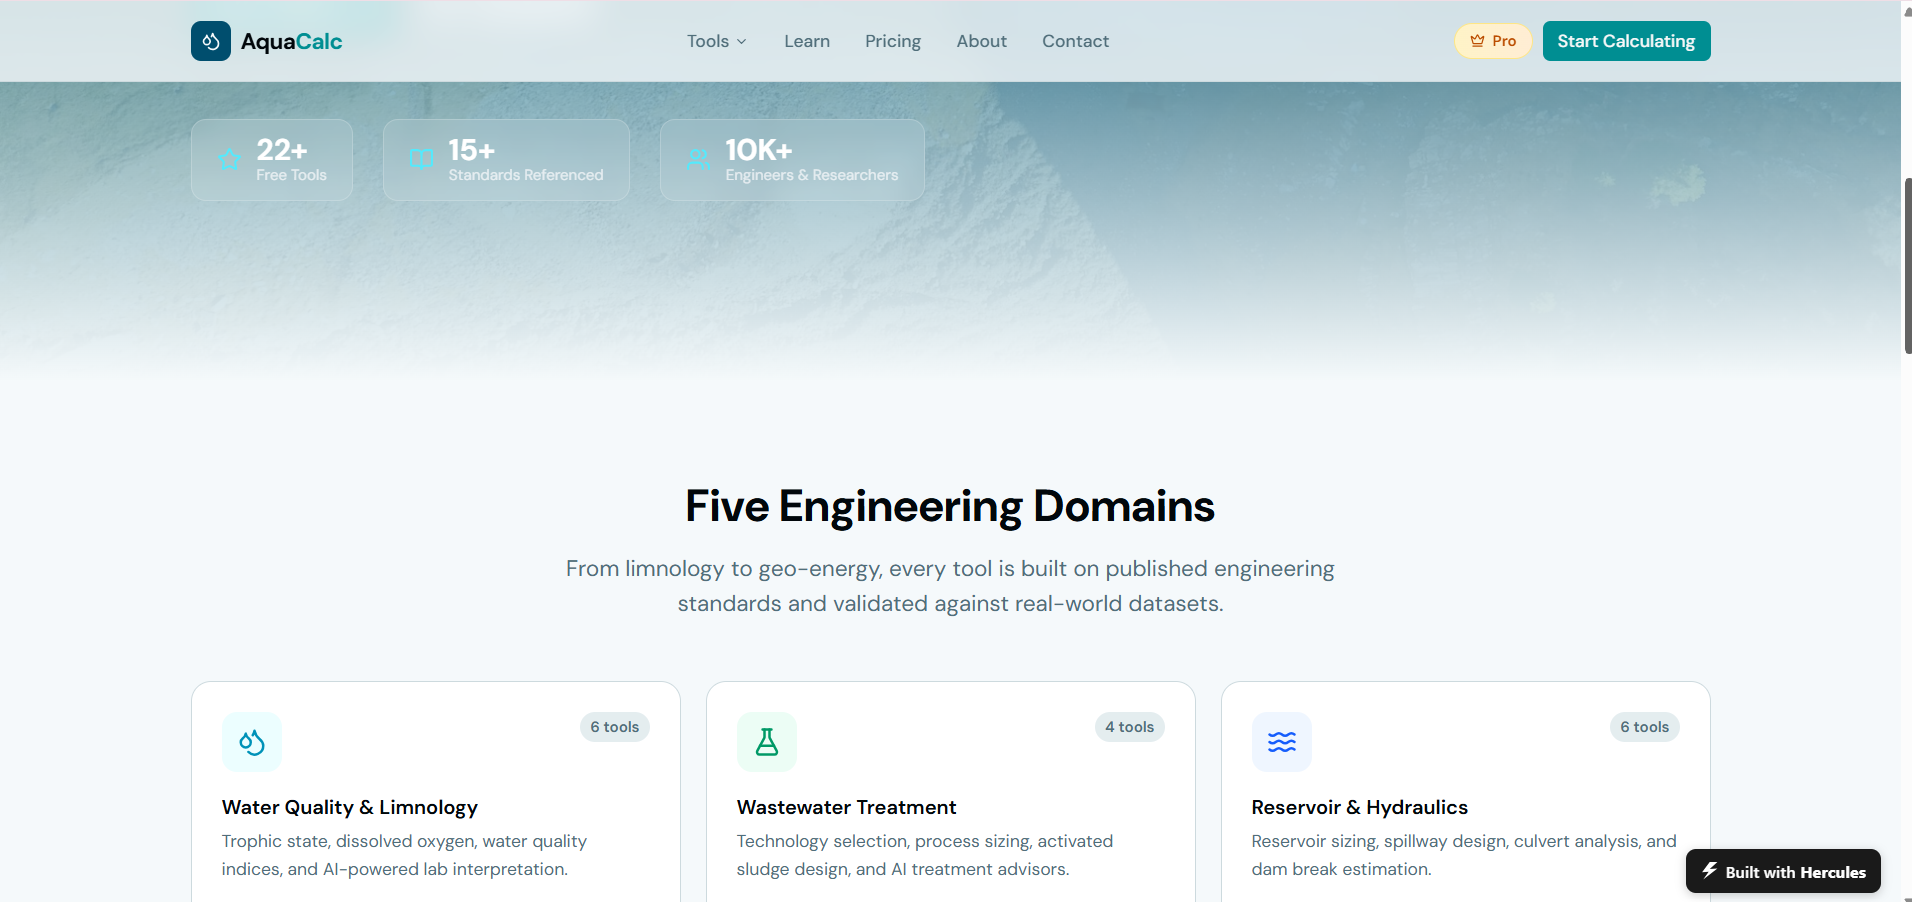 AquaCalc
Tools
Learn
Pricing
About
Contact
Pro
Start Calculating
22+
Free Tools
15+
Standards Referenced
10K+
Engineers & Researchers
Five Engineering Domains
From limnology to geo-energy, every tool is built on published engineering
standards and validated against real-world datasets.
6 tools
Water Quality & Limnology
Trophic state, dissolved oxygen, water quality
indices, and AI-powered lab interpretation.
4 tools
Wastewater Treatment
Technology selection, process sizing, activated
sludge design, and AI treatment advisors.
6 tools
Reservoir & Hydraulics
Reservoir sizing, spillway design, culvert analysis, and
dam break estimation.
Built with Hercules